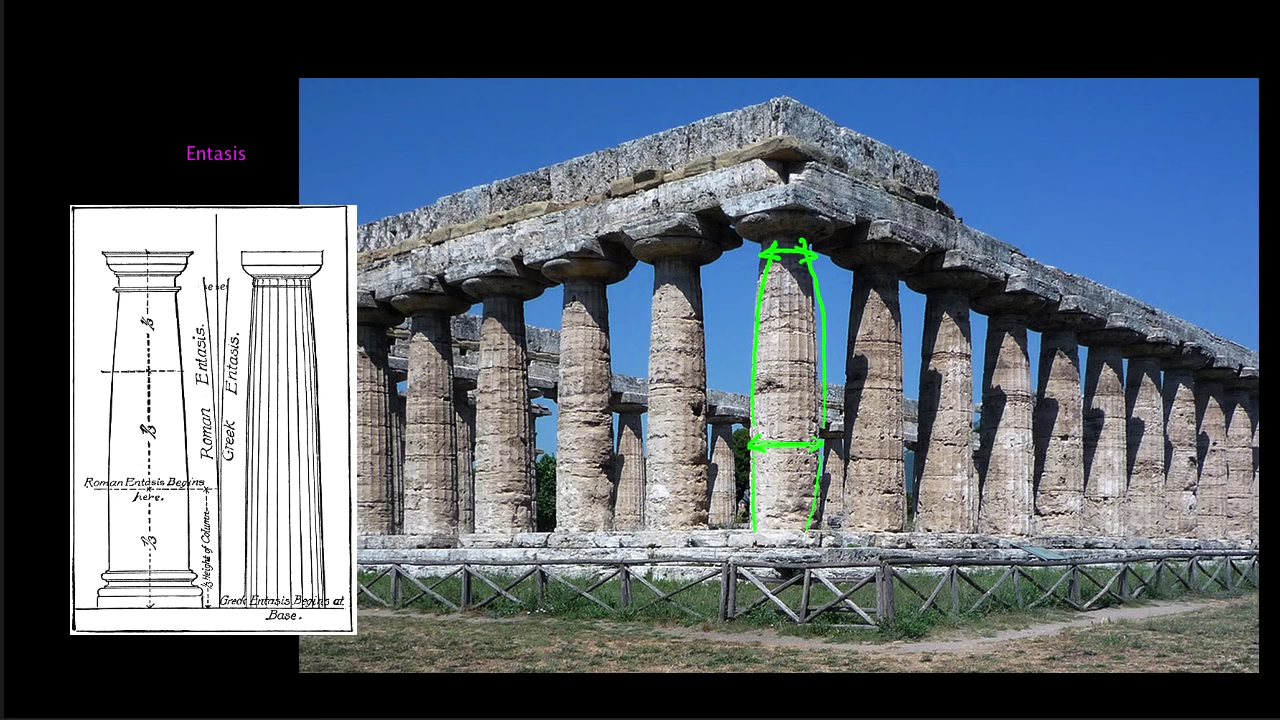 Entasis
Roman Entasis.
Greek Entasis.
Roman Entasis Begins
here.
⅓ Height of Column
Greek Entasis Begins at
Base.